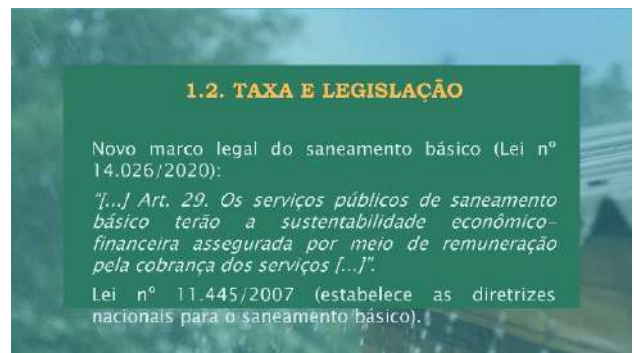 1.2. TAXA E LEGISLAÇÃO
Novo marco legal do saneamento básico (Lei nº
14.026/2020):
"[...] Art. 29. Os serviços públicos de saneamento
básico terão a sustentabilidade econômico-
financeira assegurada por meio de remuneração
pela cobrança dos serviços [...]".
Lei nº 11.445/2007 (estabelece as diretrizes
nacionais para o saneamento básico).